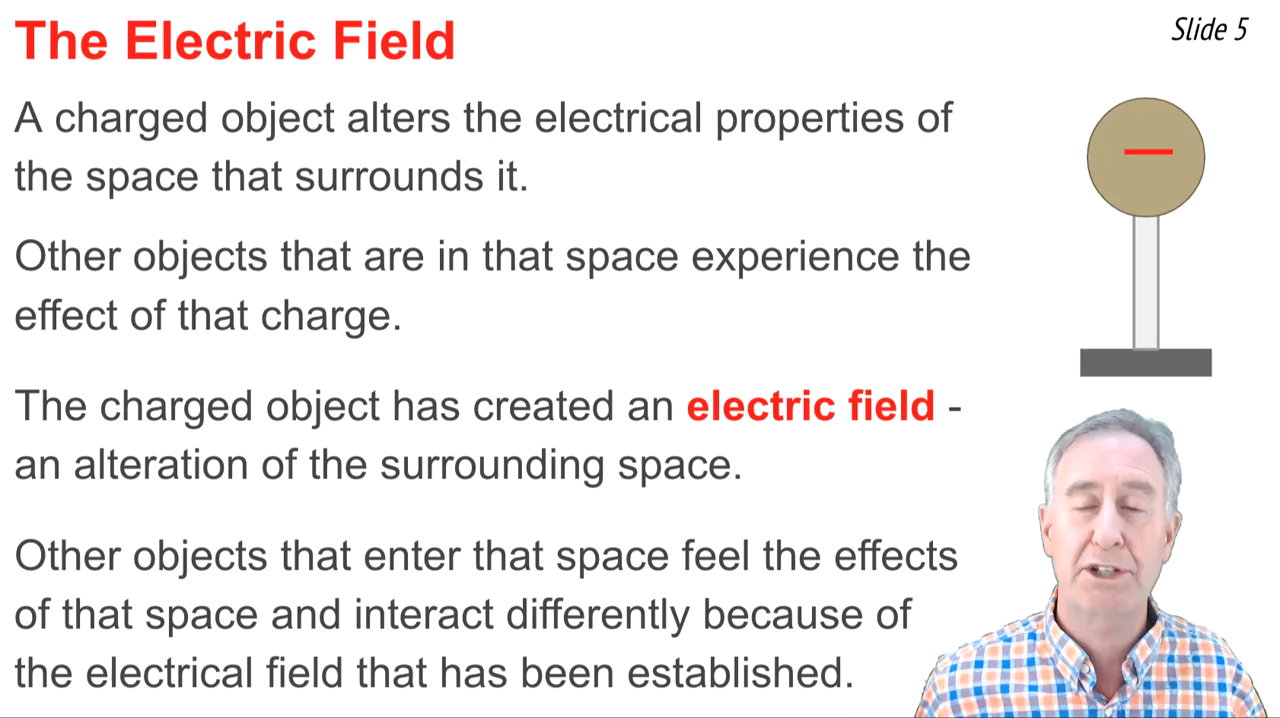 The Electric Field
Slide 5
A charged object alters the electrical properties of
the space that surrounds it.
Other objects that are in that space experience the
effect of that charge.
The charged object has created an electric field -
an alteration of the surrounding space.
Other objects that enter that space feel the effects
of that space and interact differently because of
the electrical field that has been established.